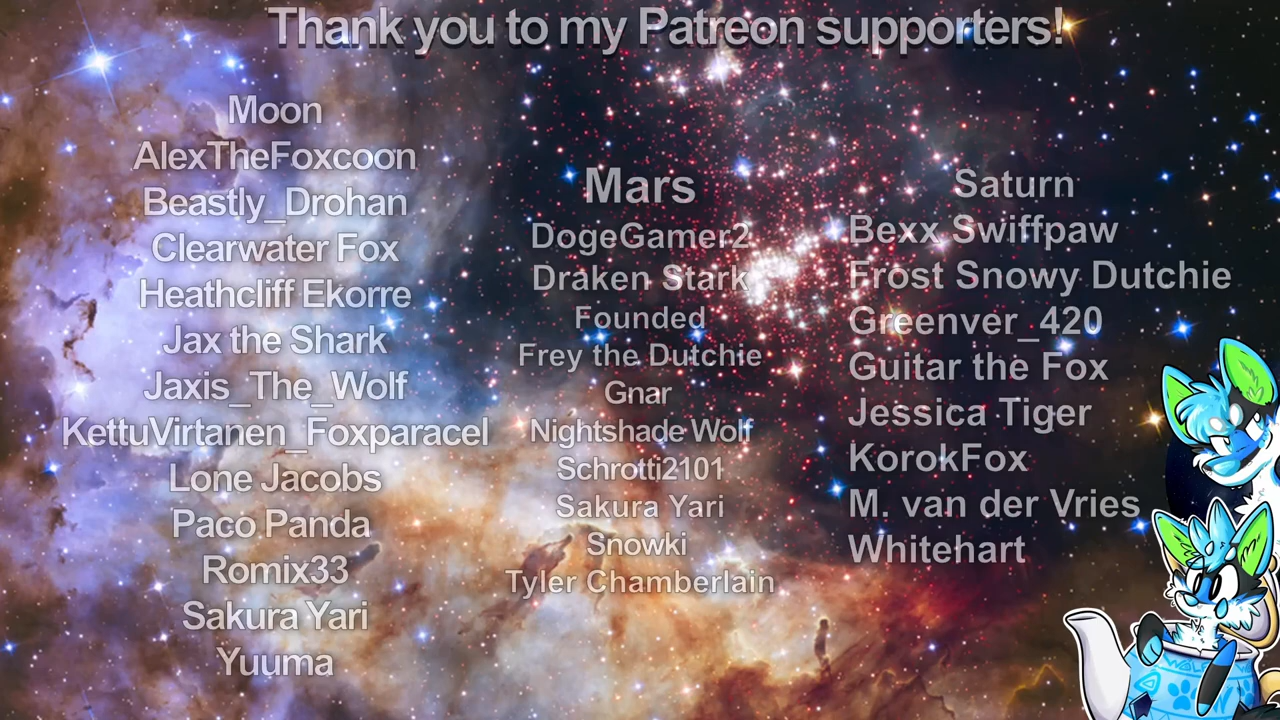 Thank you to my Patreon supporters!
Moon
AlexTheFoxcoon
Beastly_Drohan
Clearwater Fox
Heathcliff Ekorre
Jax the Shark
Jaxis_The_Wolf
KettuVirtanen_Foxparacel
Lone Jacobs
Paco Panda
Romix33
Sakura Yari
Yuuma
Mars
DogeGamer2
Draken Stark
Founded
Frey the Dutchie
Gnar
Nightshade Wolf
Schrotti2101
Sakura Yari
Snowki
Tyler Chamberlain
Saturn
Bexx Swiffpaw
Frost Snowy Dutchie
Greenver_420
Guitar the Fox
Jessica Tiger
KorokFox
M. van der Vries
Whitehart